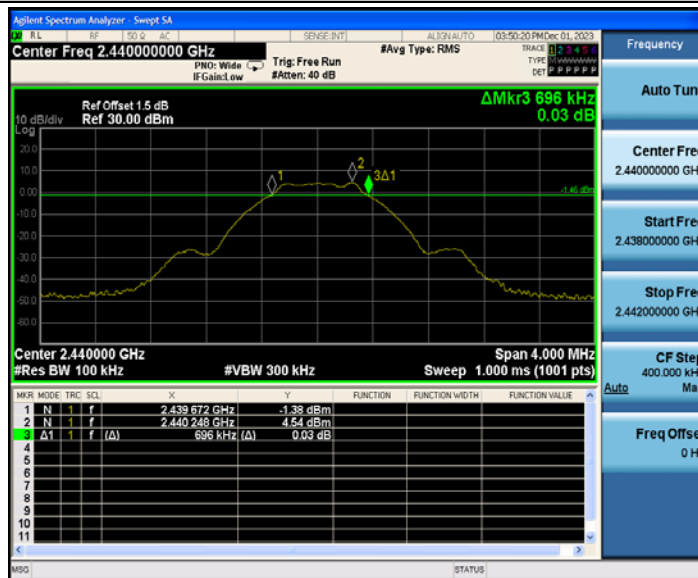 Agilent Spectrum Analyzer - Swept SA
RL RF 50 Ω AC SENSE:INT ALIGN AUTO 03:50:20 PM Dec 01, 2023
Center Freq 2.440000000 GHz
PNO: Wide
IFGain:Low
Trig: Free Run
#Atten: 40 dB
#Avg Type: RMS
TRACE 1 2 3 4 5 6
TYPE M W W W W W
DET P P P P P P
ΔMkr3 696 kHz
0.03 dB
Ref Offset 1.5 dB
10 dB/div Ref 30.00 dBm
Log
20.0
10.0
0.00
-10.0
-20.0
-30.0
-40.0
-50.0
-60.0
1
2
3Δ1
-1.46 dBm
Center 2.440000 GHz Span 4.000 MHz
#Res BW 100 kHz #VBW 300 kHz Sweep 1.000 ms (1001 pts)
MKR MODE TRC SCL X Y FUNCTION FUNCTION WIDTH FUNCTION VALUE
1 N 1 f 2.439 672 GHz -1.38 dBm
2 N 1 f 2.440 248 GHz 4.54 dBm
3 Δ1 1 f (Δ) 696 kHz (Δ) 0.03 dB
4
5
6
7
8
9
10
11
MSG STATUS
Frequency
Auto Tun
Center Fre
2.440000000 GH
Start Fre
2.438000000 GH
Stop Fre
2.442000000 GH
CF Step
400.000 kH
Auto Ma
Freq Offse
0 H